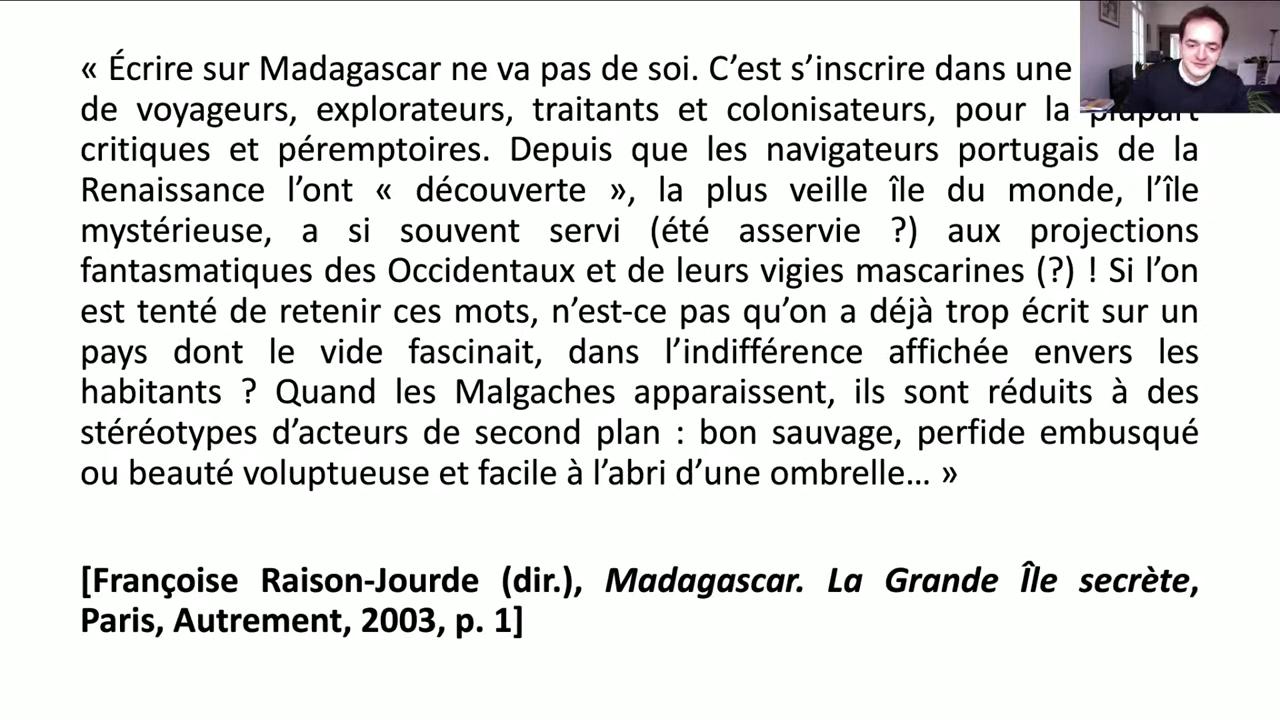 « Écrire sur Madagascar ne va pas de soi. C’est s’inscrire dans une
de voyageurs, explorateurs, traitants et colonisateurs, pour la plupart
critiques et péremptoires. Depuis que les navigateurs portugais de la
Renaissance l’ont « découverte », la plus veille île du monde, l’île
mystérieuse, a si souvent servi (été asservie ?) aux projections
fantasmatiques des Occidentaux et de leurs vigies mascarines (?) ! Si l’on
est tenté de retenir ces mots, n’est-ce pas qu’on a déjà trop écrit sur un
pays dont le vide fascinait, dans l’indifférence affichée envers les
habitants ? Quand les Malgaches apparaissent, ils sont réduits à des
stéréotypes d’acteurs de second plan : bon sauvage, perfide embusqué
ou beauté voluptueuse et facile à l’abri d’une ombrelle… »
[Françoise Raison-Jourde (dir.), Madagascar. La Grande Île secrète,
Paris, Autrement, 2003, p. 1]